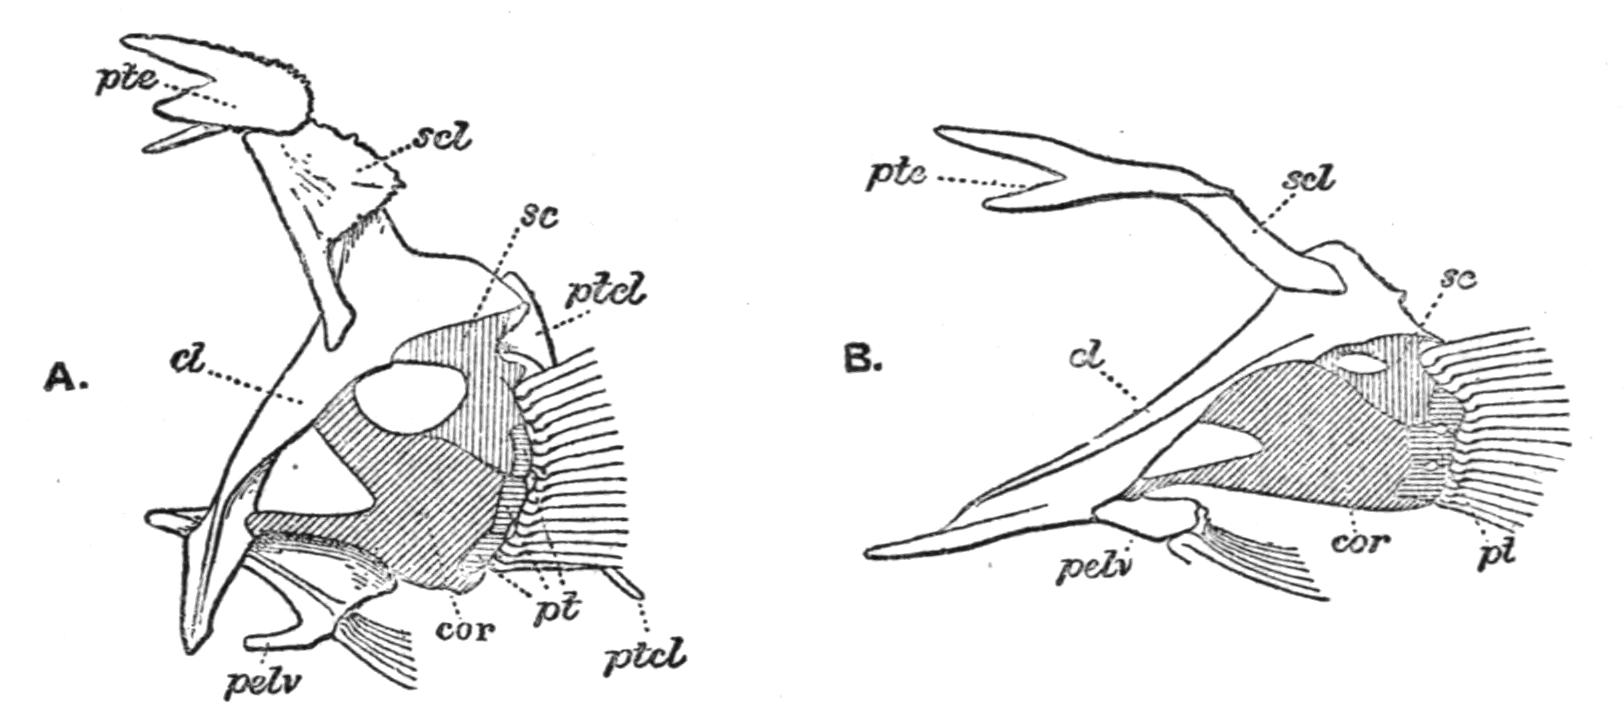 pte
scl
sc
ptcl
cl
A.
pt
cor
ptcl
pelv
pte
scl
sc
cl
B.
cor
pt
pelv